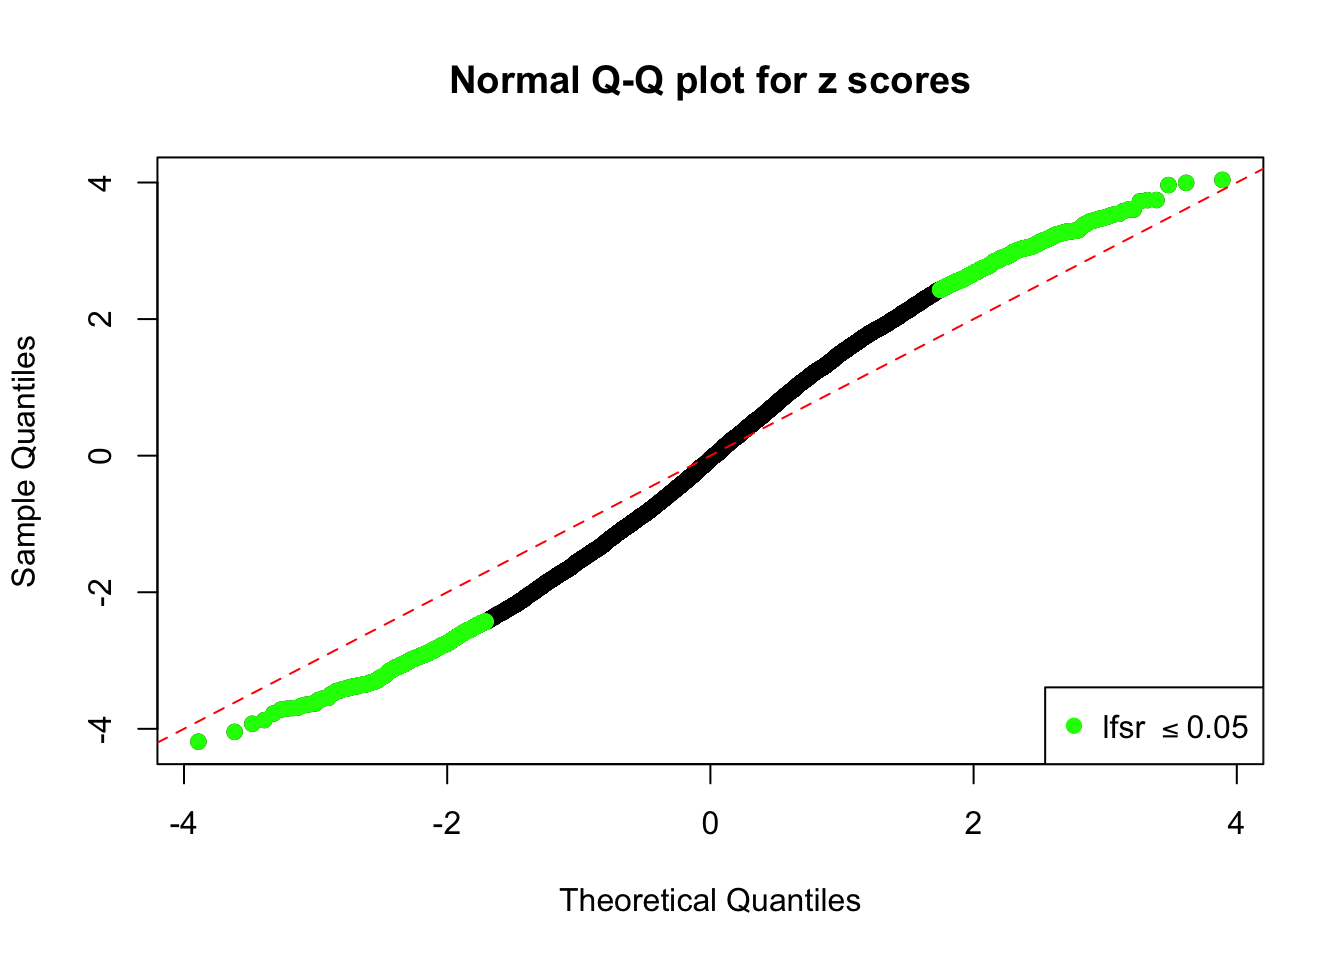 Normal Q-Q plot for z scores
Sample Quantiles
4
2
0
-2
-4
-4
-2
0
2
4
Theoretical Quantiles
lfsr ≤ 0.05